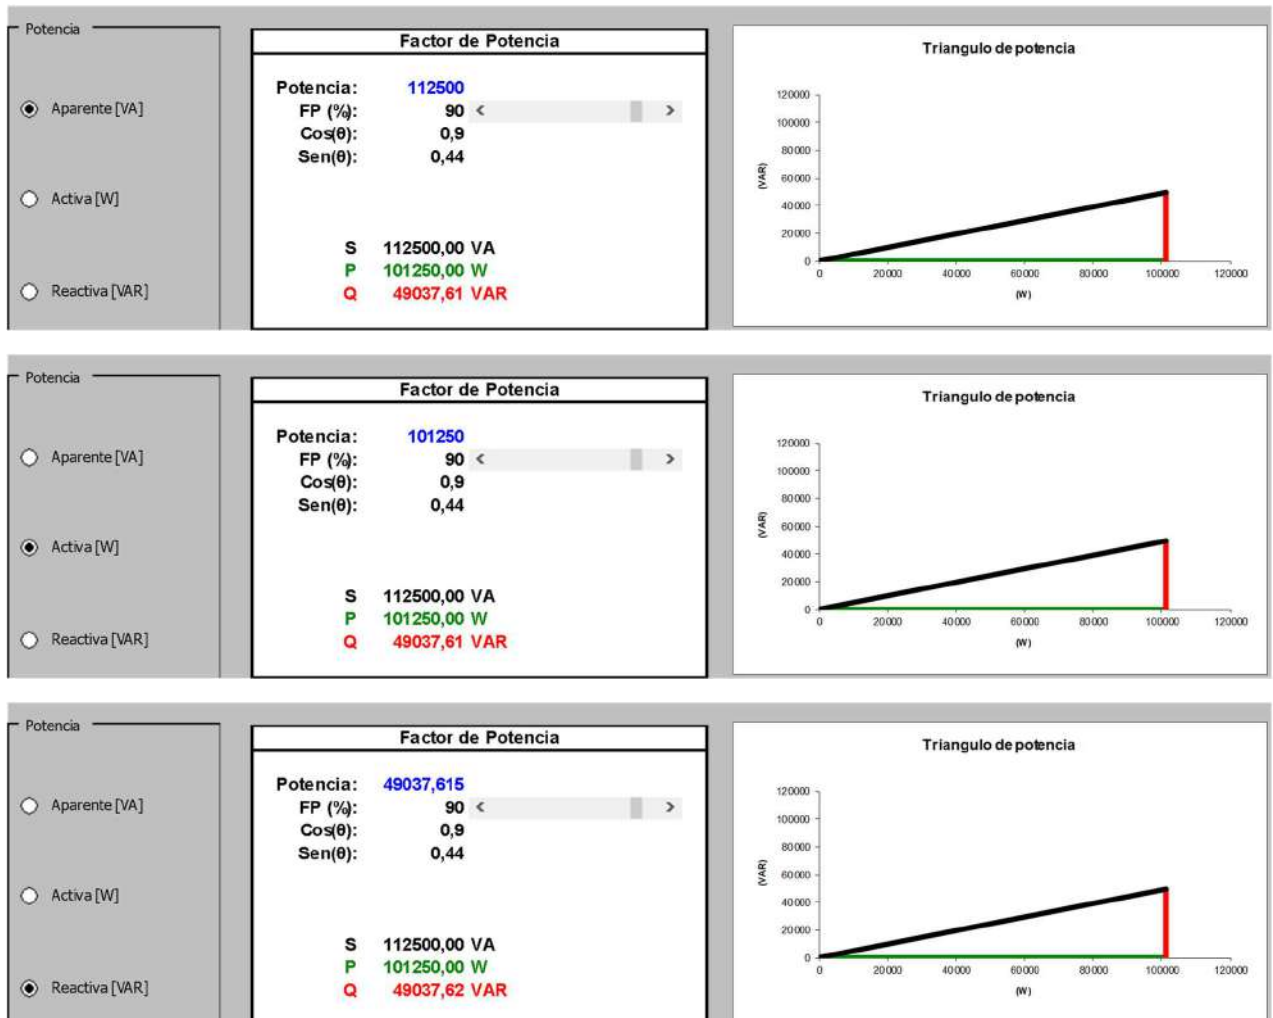 Potencia
Aparente [VA]
Activa [W]
Reactiva [VAR]
Factor de Potencia
Potencia: 112500
FP (%): 90 < >
Cos(θ): 0,9
Sen(θ): 0,44
S 112500,00 VA
P 101250,00 W
Q 49037,61 VAR
Triangulo de potencia
(VAR)
120000
100000
80000
60000
40000
20000
0
0 20000 40000 60000 80000 100000 120000
(W)
Potencia
Aparente [VA]
Activa [W]
Reactiva [VAR]
Factor de Potencia
Potencia: 101250
FP (%): 90 < >
Cos(θ): 0,9
Sen(θ): 0,44
S 112500,00 VA
P 101250,00 W
Q 49037,61 VAR
Triangulo de potencia
(VAR)
120000
100000
80000
60000
40000
20000
0
0 20000 40000 60000 80000 100000 120000
(W)
Potencia
Aparente [VA]
Activa [W]
Reactiva [VAR]
Factor de Potencia
Potencia: 49037,615
FP (%): 90 < >
Cos(θ): 0,9
Sen(θ): 0,44
S 112500,00 VA
P 101250,00 W
Q 49037,62 VAR
Triangulo de potencia
(VAR)
120000
100000
80000
60000
40000
20000
0
0 20000 40000 60000 80000 100000 120000
(W)